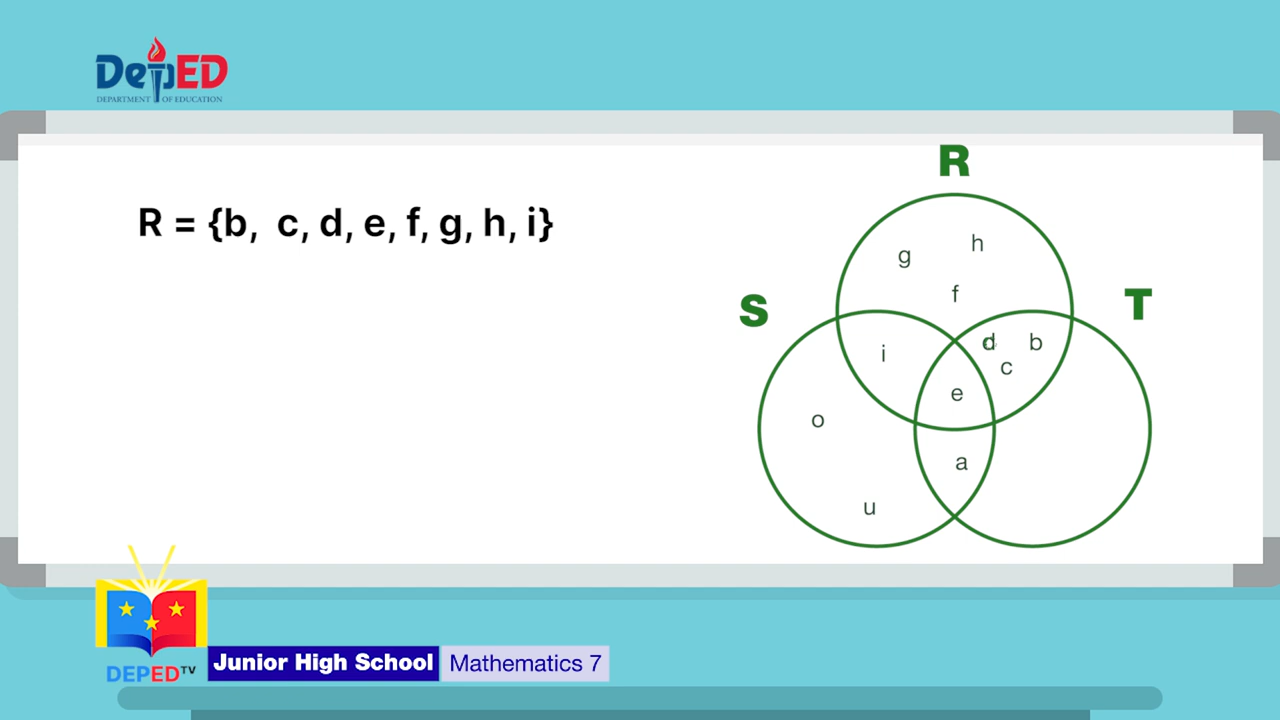 DepED
DEPARTMENT OF EDUCATION
R
R = {b, c, d, e, f, g, h, i}
h
g
f
S
T
d b
i
c
e
o
a
u
DEPED TV
Junior High School
Mathematics 7